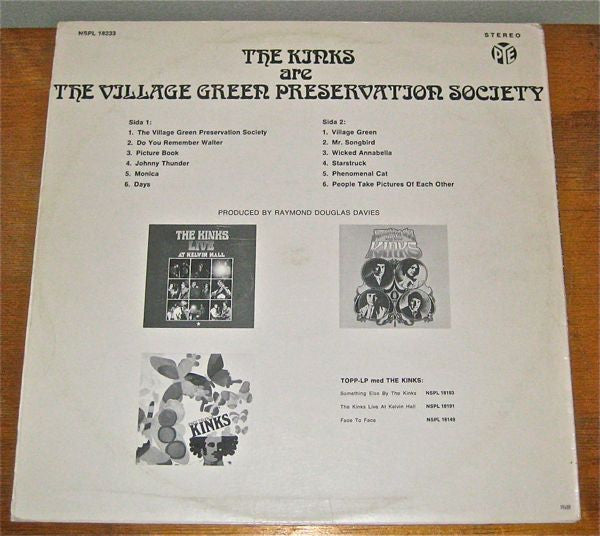 NSPL 18233
STEREO
PYE
THE KINKS
are
THE VILLAGE GREEN PRESERVATION SOCIETY
Sida 1:
1. The Village Green Preservation Society
2. Do You Remember Walter
3. Picture Book
4. Johnny Thunder
5. Monica
6. Days
Sida 2:
1. Village Green
2. Mr. Songbird
3. Wicked Annabella
4. Starstruck
5. Phenomenal Cat
6. People Take Pictures Of Each Other
PRODUCED BY RAYMOND DOUGLAS DAVIES
THE KINKS
LIVE
AT KELVIN HALL
KINKS
KINKS
TOPP-LP med THE KINKS:
Something Else By The Kinks NSPL 18193
The Kinks Live At Kelvin Hall NSPL 18191
Face To Face NSPL 18149